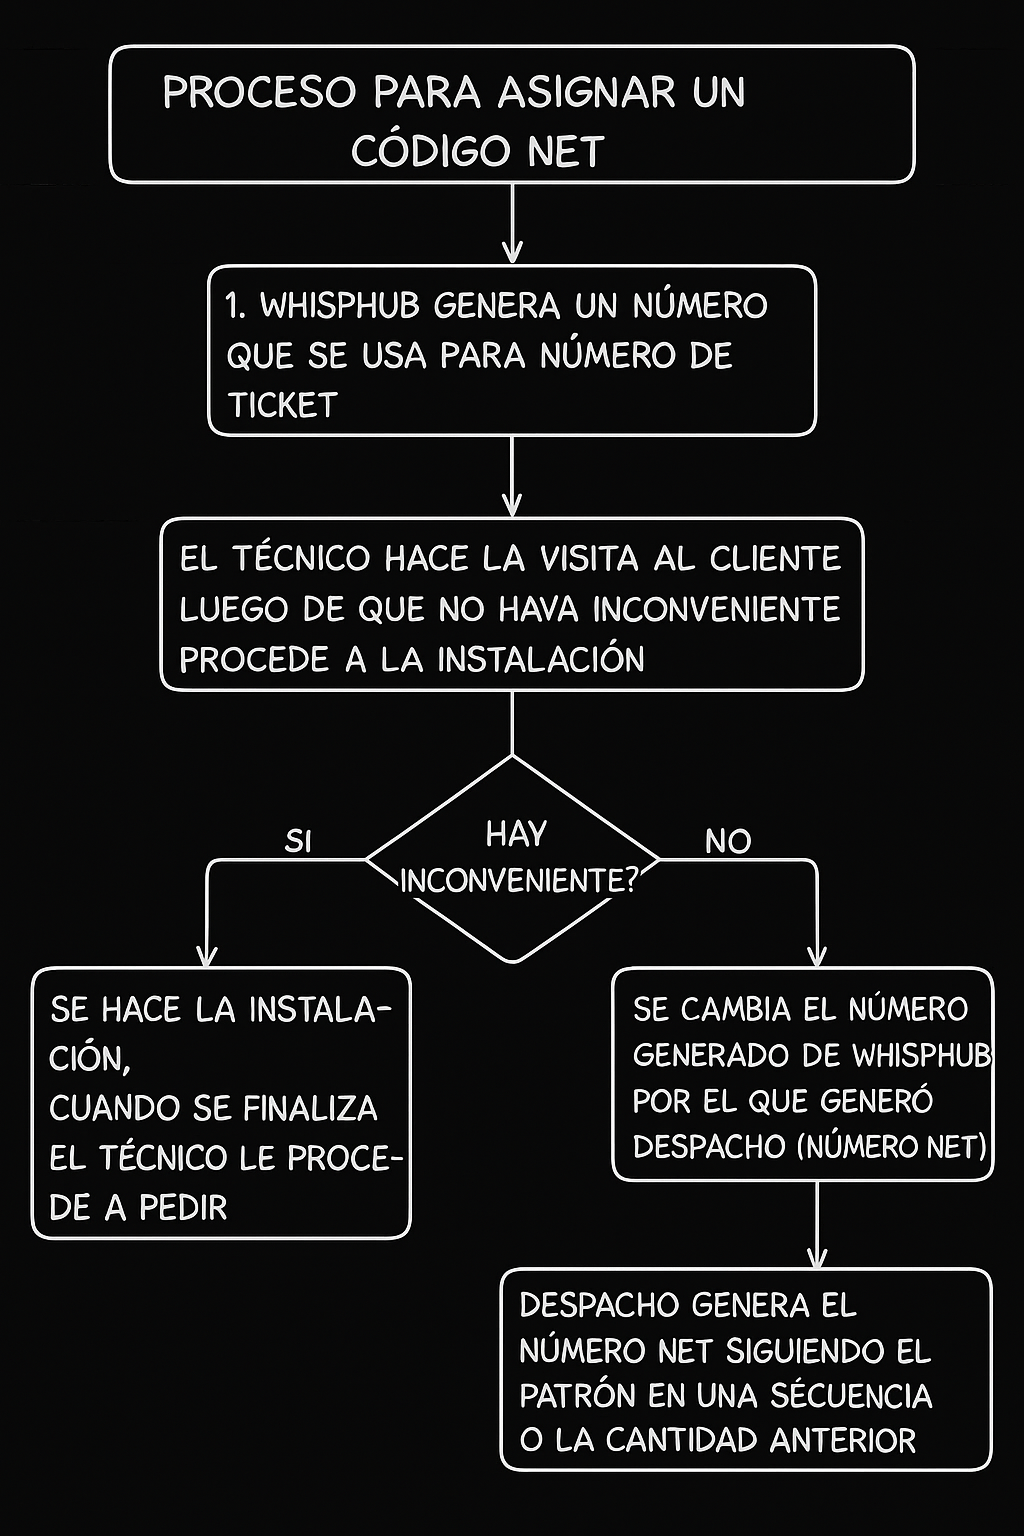 PROCESO PARA ASIGNAR UN
CÓDIGO NET
1. WHISPHUB GENERA UN NÚMERO
QUE SE USA PARA NÚMERO DE
TICKET
EL TÉCNICO HACE LA VISITA AL CLIENTE
LUEGO DE QUE NO HAVA INCONVENIENTE
PROCEDE A LA INSTALACIÓN
HAY
INCONVENIENTE?
SI
NO
SE HACE LA INSTALA-
CIÓN,
CUANDO SE FINALIZA
EL TÉCNICO LE PROCE-
DE A PEDIR
SE CAMBIA EL NÚMERO
GENERADO DE WHISPHUB
POR EL QUE GENERÓ
DESPACHO (NÚMERO NET)
DESPACHO GENERA EL
NÚMERO NET SIGUIENDO EL
PATRÓN EN UNA SÉCUENCIA
O LA CANTIDAD ANTERIOR